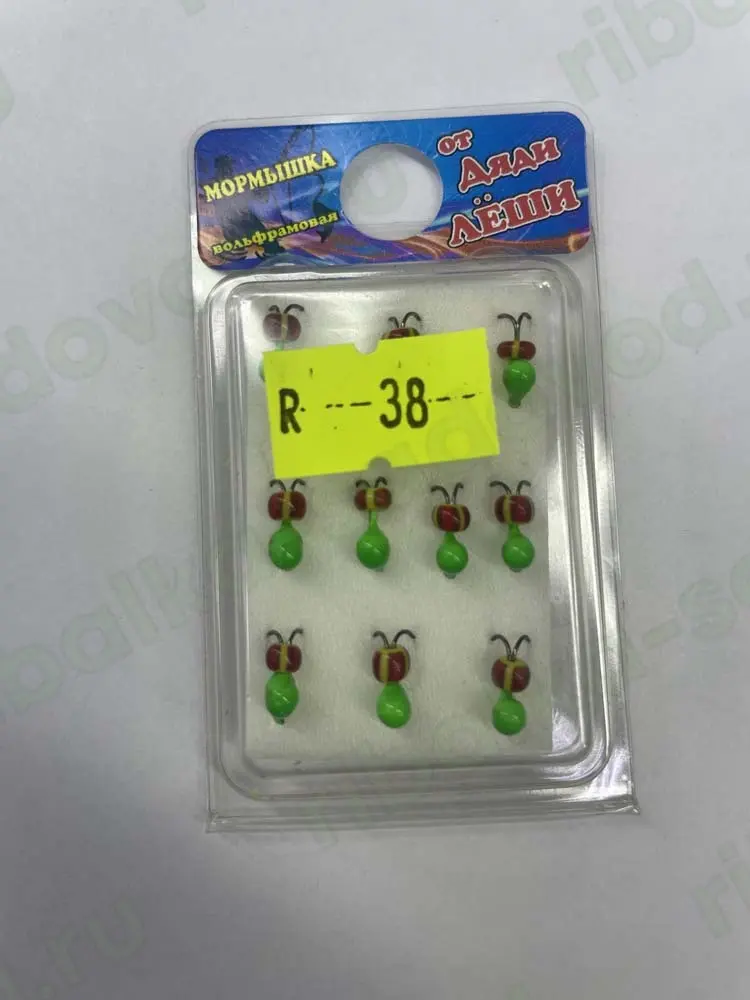 МОРМЫШКА
вольфрамовая
от
Дяди
ЛЁШИ
R --38--